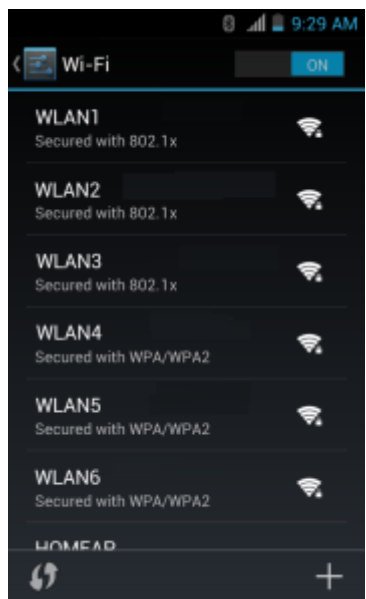 9:29 AM
Wi-Fi ON
WLAN1
Secured with 802.1x
WLAN2
Secured with 802.1x
WLAN3
Secured with 802.1x
WLAN4
Secured with WPA/WPA2
WLAN5
Secured with WPA/WPA2
WLAN6
Secured with WPA/WPA2
HOMEAP